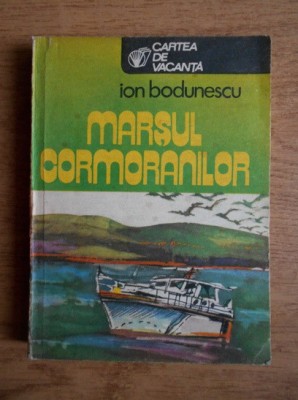 CARTEA
DE
VACANȚĂ
ion bodunescu
MARȘUL
CORMORANILOR